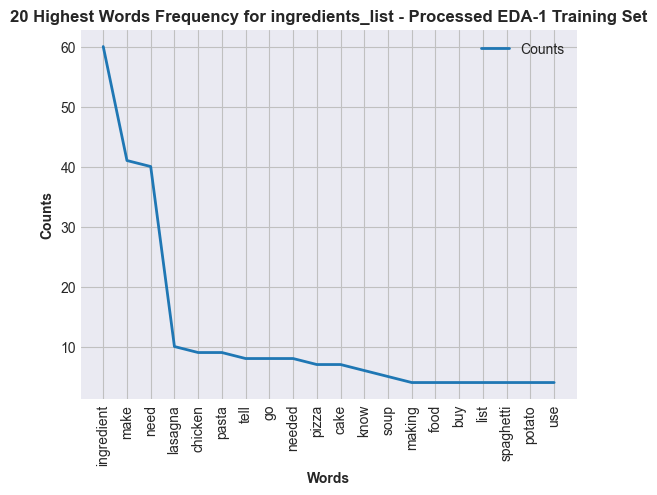 20 Highest Words Frequency for ingredients_list - Processed EDA-1 Training Set
Counts
60
50
40
30
20
10
Counts
ingredient
make
need
lasagna
chicken
pasta
tell
go
needed
pizza
cake
know
soup
making
food
buy
list
spaghetti
potato
use
Words